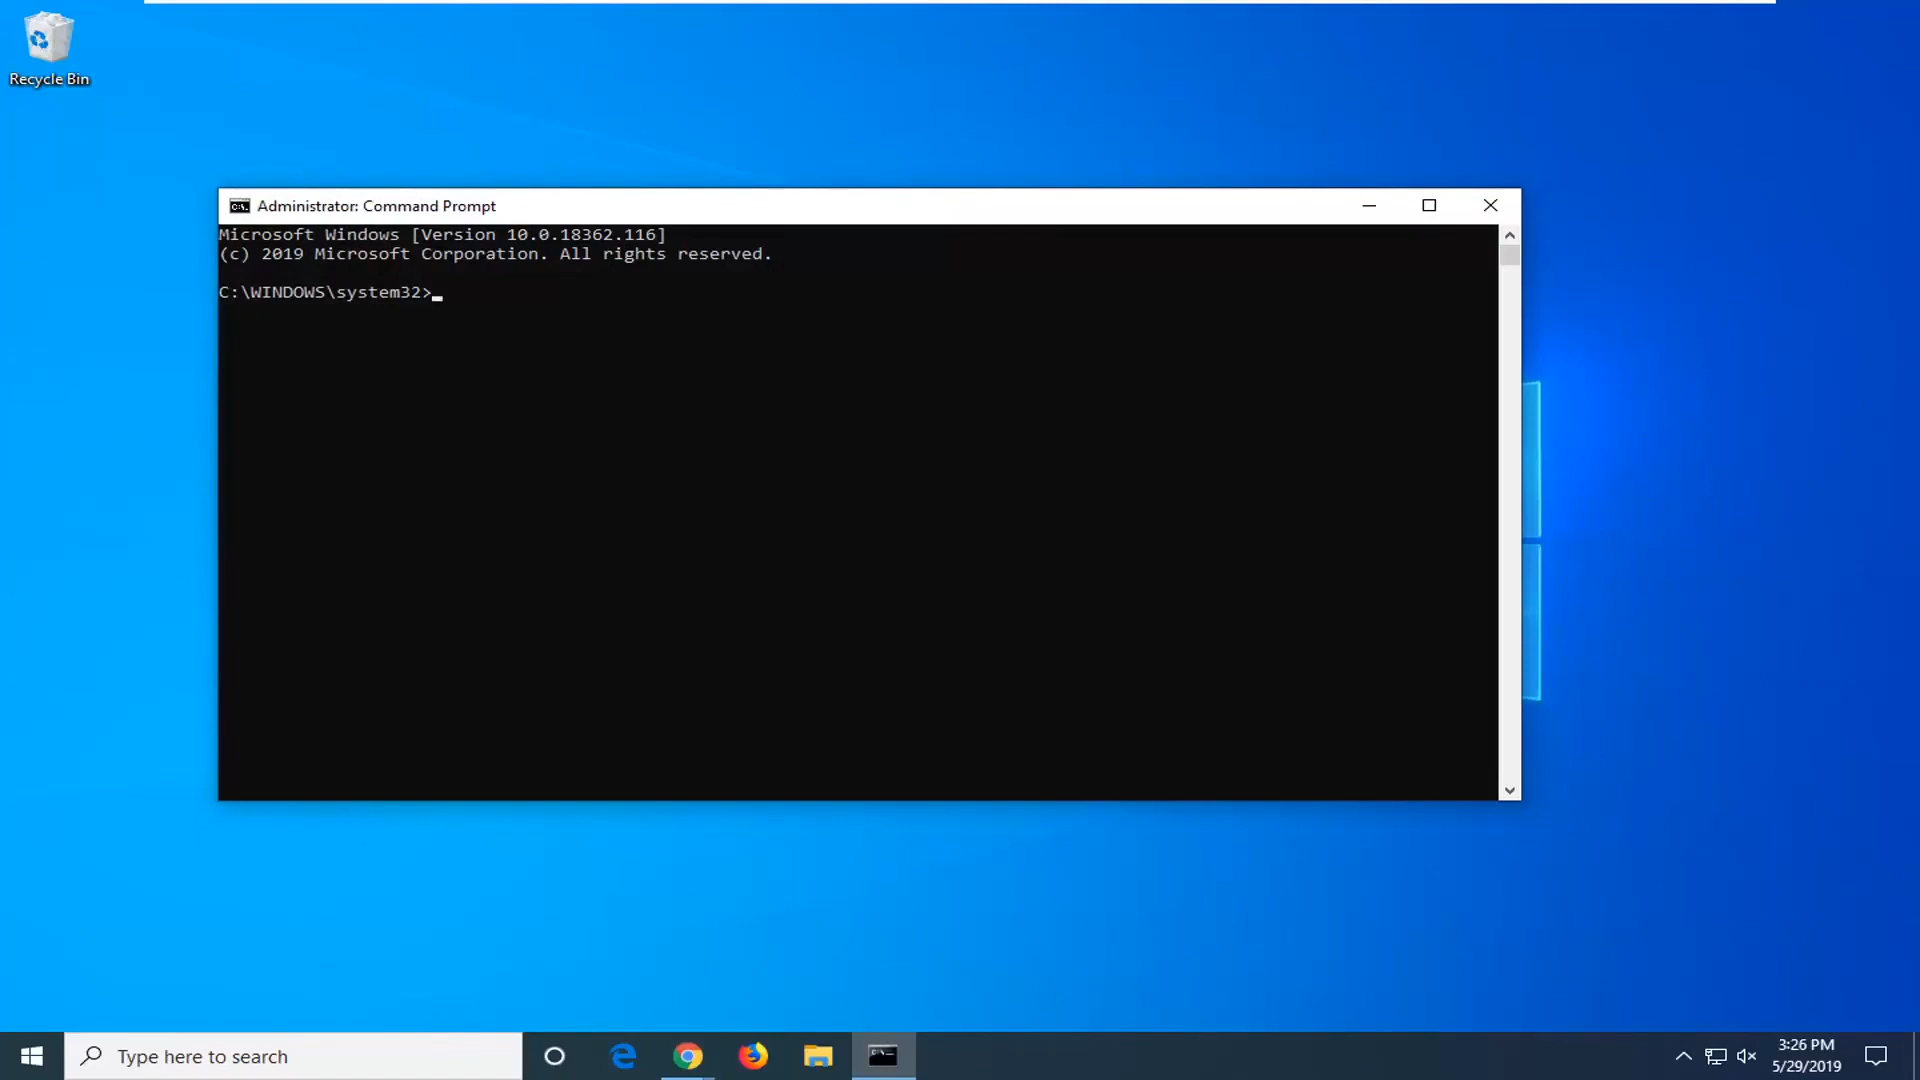 Recycle Bin
Administrator: Command Prompt
Microsoft Windows [Version 10.0.18362.116]
(c) 2019 Microsoft Corporation. All rights reserved.
C:\WINDOWS\system32>
Type here to search
3:26 PM
5/29/2019